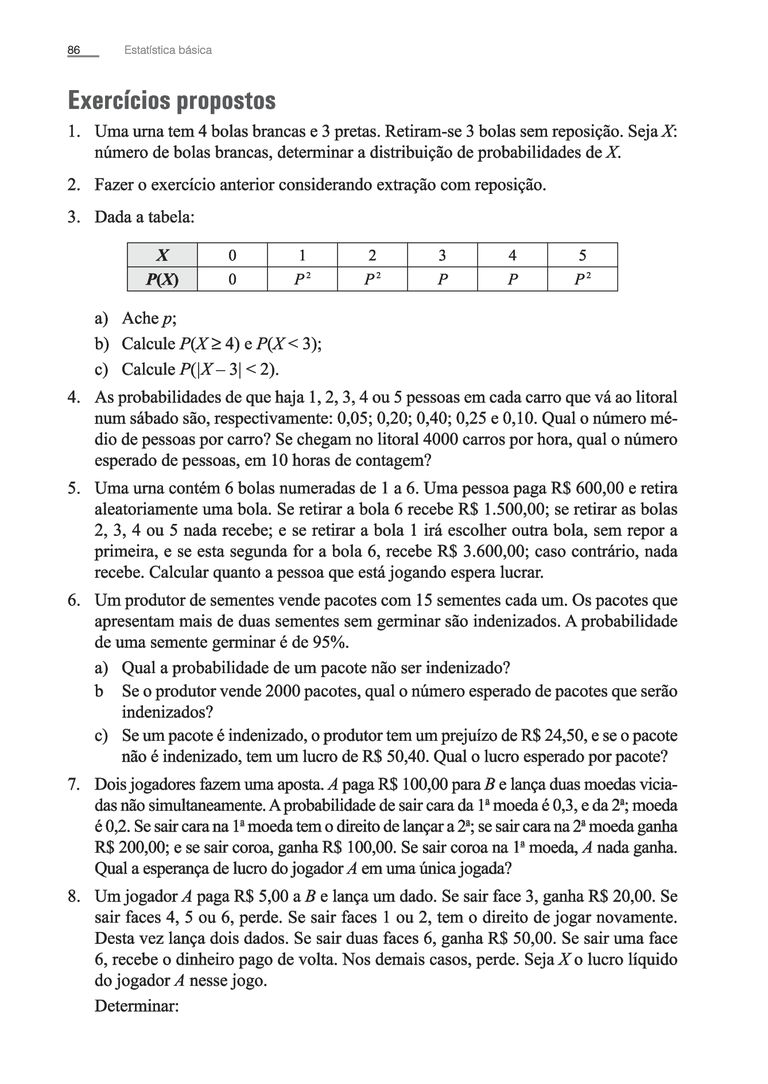 86 Estatística básica
Exercícios propostos
1. Uma urna tem 4 bolas brancas e 3 pretas. Retiram-se 3 bolas sem reposição. Seja X:
número de bolas brancas, determinar a distribuição de probabilidades de X.
2. Fazer o exercício anterior considerando extração com reposição.
3. Dada a tabela:
X 0 1 2 3 4 5
P(X) 0 P² P² P P P²
a) Ache p;
b) Calcule P(X ≥ 4) e P(X < 3);
c) Calcule P(|X – 3| < 2).
4. As probabilidades de que haja 1, 2, 3, 4 ou 5 pessoas em cada carro que vá ao litoral
num sábado são, respectivamente: 0,05; 0,20; 0,40; 0,25 e 0,10. Qual o número mé-
dio de pessoas por carro? Se chegam no litoral 4000 carros por hora, qual o número
esperado de pessoas, em 10 horas de contagem?
5. Uma urna contém 6 bolas numeradas de 1 a 6. Uma pessoa paga R$ 600,00 e retira
aleatoriamente uma bola. Se retirar a bola 6 recebe R$ 1.500,00; se retirar as bolas
2, 3, 4 ou 5 nada recebe; e se retirar a bola 1 irá escolher outra bola, sem repor a
primeira, e se esta segunda for a bola 6, recebe R$ 3.600,00; caso contrário, nada
recebe. Calcular quanto a pessoa que está jogando espera lucrar.
6. Um produtor de sementes vende pacotes com 15 sementes cada um. Os pacotes que
apresentam mais de duas sementes sem germinar são indenizados. A probabilidade
de uma semente germinar é de 95%.
a) Qual a probabilidade de um pacote não ser indenizado?
b Se o produtor vende 2000 pacotes, qual o número esperado de pacotes que serão
indenizados?
c) Se um pacote é indenizado, o produtor tem um prejuízo de R$ 24,50, e se o pacote
não é indenizado, tem um lucro de R$ 50,40. Qual o lucro esperado por pacote?
7. Dois jogadores fazem uma aposta. A paga R$ 100,00 para B e lança duas moedas vicia-
das não simultaneamente. A probabilidade de sair cara da 1ª moeda é 0,3, e da 2ª; moeda
é 0,2. Se sair cara na 1ª moeda tem o direito de lançar a 2ª; se sair cara na 2ª moeda ganha
R$ 200,00; e se sair coroa, ganha R$ 100,00. Se sair coroa na 1ª moeda, A nada ganha.
Qual a esperança de lucro do jogador A em uma única jogada?
8. Um jogador A paga R$ 5,00 a B e lança um dado. Se sair face 3, ganha R$ 20,00. Se
sair faces 4, 5 ou 6, perde. Se sair faces 1 ou 2, tem o direito de jogar novamente.
Desta vez lança dois dados. Se sair duas faces 6, ganha R$ 50,00. Se sair uma face
6, recebe o dinheiro pago de volta. Nos demais casos, perde. Seja X o lucro líquido
do jogador A nesse jogo.
Determinar: